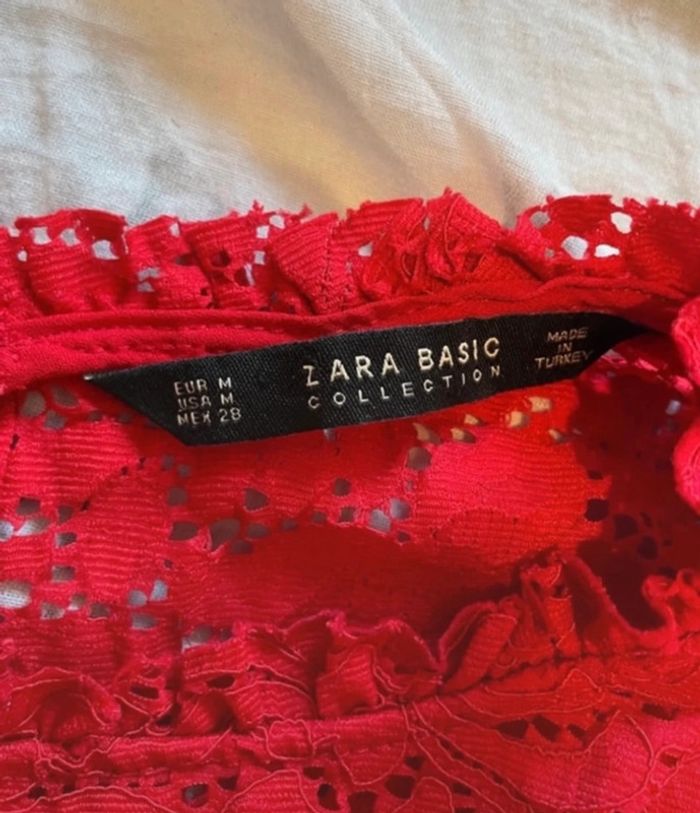 EUR M
USA M
MEX 28
ZARA BASIC
COLLECTION
MADE
IN
TURKEY